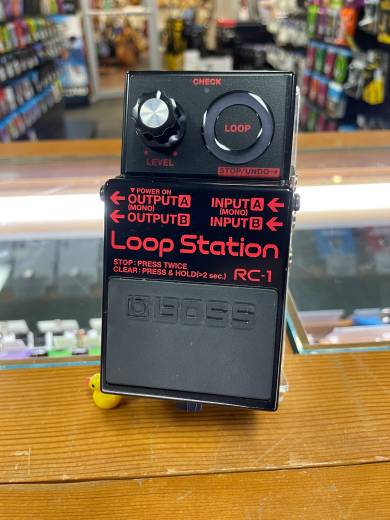 CHECK
LOOP
LEVEL
STOP/UNDO→
▼ POWER ON
← OUTPUT A INPUT A ←
(MONO) (MONO)
← OUTPUT B INPUT B ←
Loop Station
STOP : PRESS TWICE
CLEAR : PRESS & HOLD(>2 sec.) RC-1
BOSS